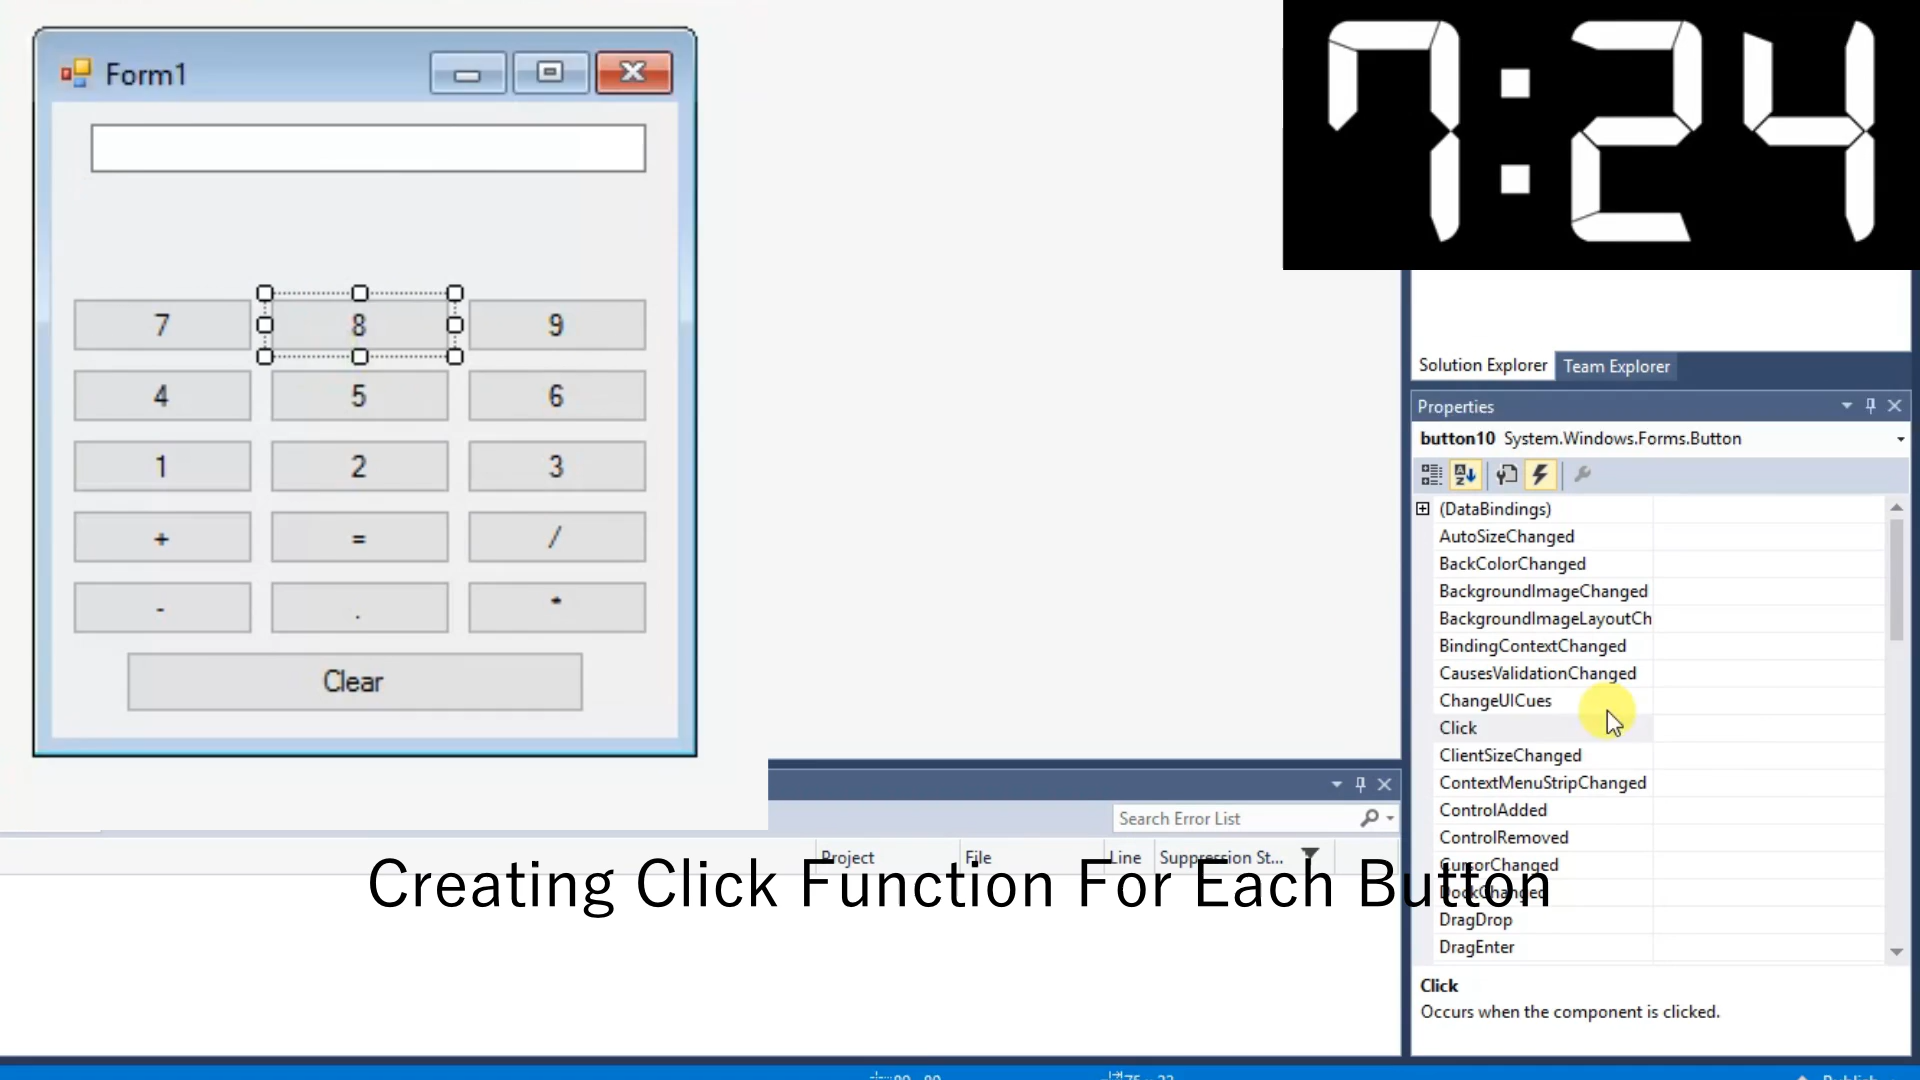 Form1
7:24
7 8 9
4 5 6
1 2 3
+ = /
- . *
Clear
Solution Explorer Team Explorer
Properties
button10 System.Windows.Forms.Button
(DataBindings)
AutoSizeChanged
BackColorChanged
BackgroundImageChanged
BackgroundImageLayoutCh
BindingContextChanged
CausesValidationChanged
ChangeUICues
Click
ClientSizeChanged
ContextMenuStripChanged
ControlAdded
ControlRemoved
CursorChanged
DockChanged
DragDrop
DragEnter
Click
Occurs when the component is clicked.
Search Error List
Project File Line Suppression St...
Creating Click Function For Each Button